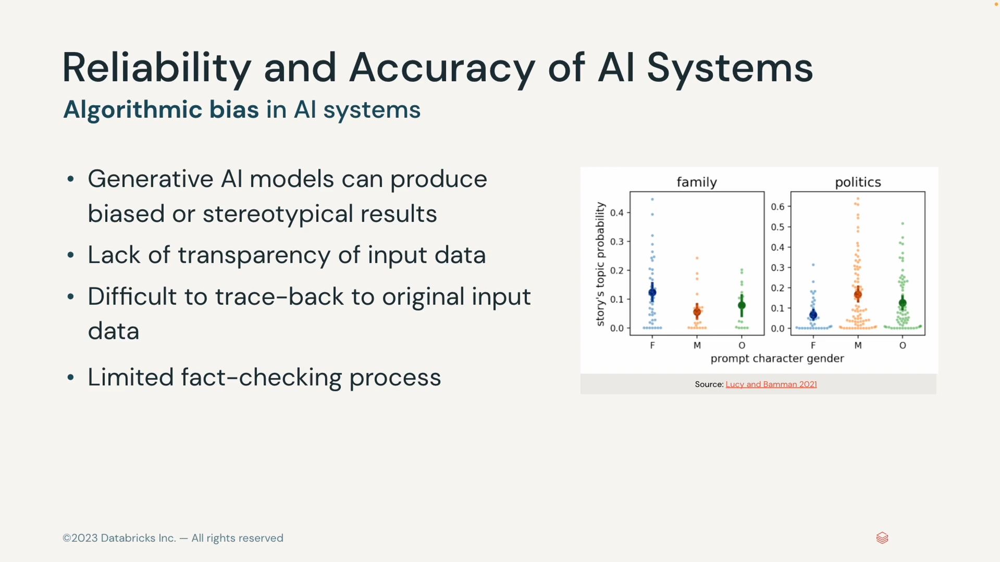 Reliability and Accuracy of AI Systems
Algorithmic bias in AI systems
• Generative AI models can produce
biased or stereotypical results
• Lack of transparency of input data
• Difficult to trace-back to original input
data
• Limited fact-checking process
family
story's topic probability
0.4
0.3
0.2
0.1
0.0
F M O
politics
0.6
0.5
0.4
0.3
0.2
0.1
0.0
F M O
prompt character gender
Source: Lucy and Bamman 2021
©2023 Databricks Inc. — All rights reserved